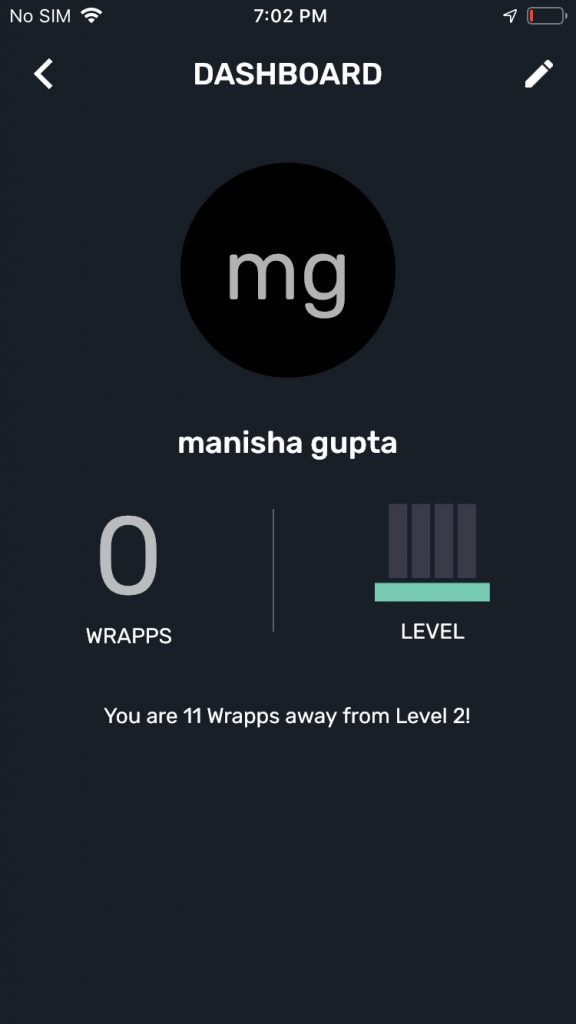 No SIM 7:02 PM
DASHBOARD
mg
manisha gupta
0
WRAPPS
LEVEL
You are 11 Wrapps away from Level 2!